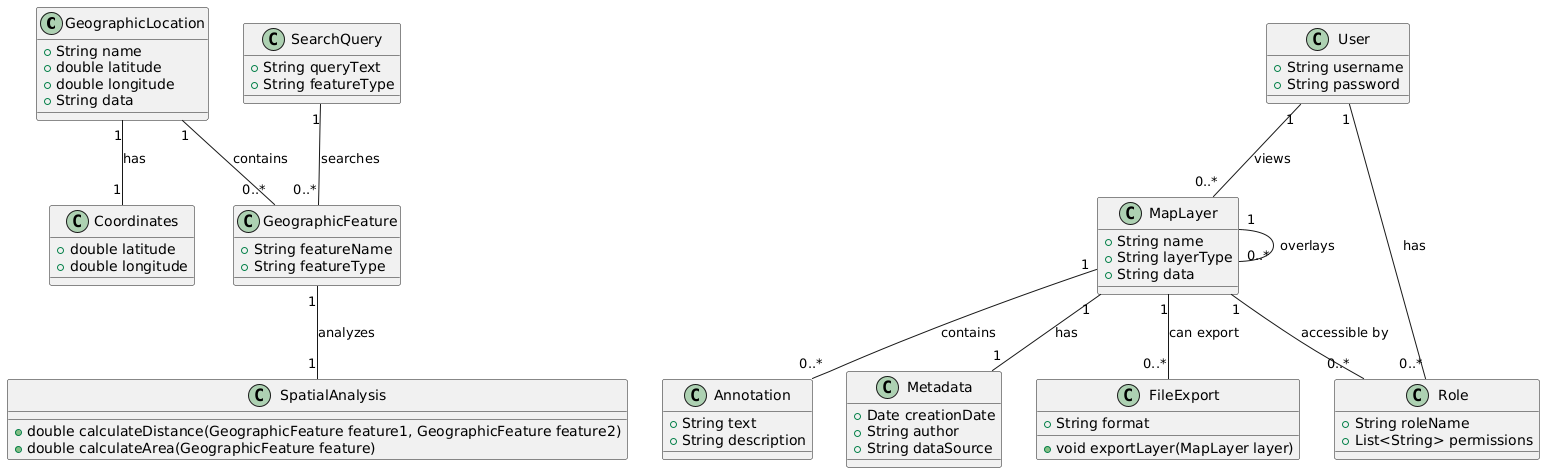 C GeographicLocation
String name
double latitude
double longitude
String data
C SearchQuery
String queryText
String featureType
C User
String username
String password
1
1
1
1
1
has
contains
searches
views
has
1
0..*
0..*
0..*
C Coordinates
double latitude
double longitude
C GeographicFeature
String featureName
String featureType
C MapLayer
String name
String layerType
String data
1
overlays
0..*
1
1
1
1
1
analyzes
contains
has
can export
accessible by
1
0..*
1
0..*
0..*
0..*
C SpatialAnalysis
double calculateDistance(GeographicFeature feature1, GeographicFeature feature2)
double calculateArea(GeographicFeature feature)
C Annotation
String text
String description
C Metadata
Date creationDate
String author
String dataSource
C FileExport
String format
void exportLayer(MapLayer layer)
C Role
String roleName
List<String> permissions